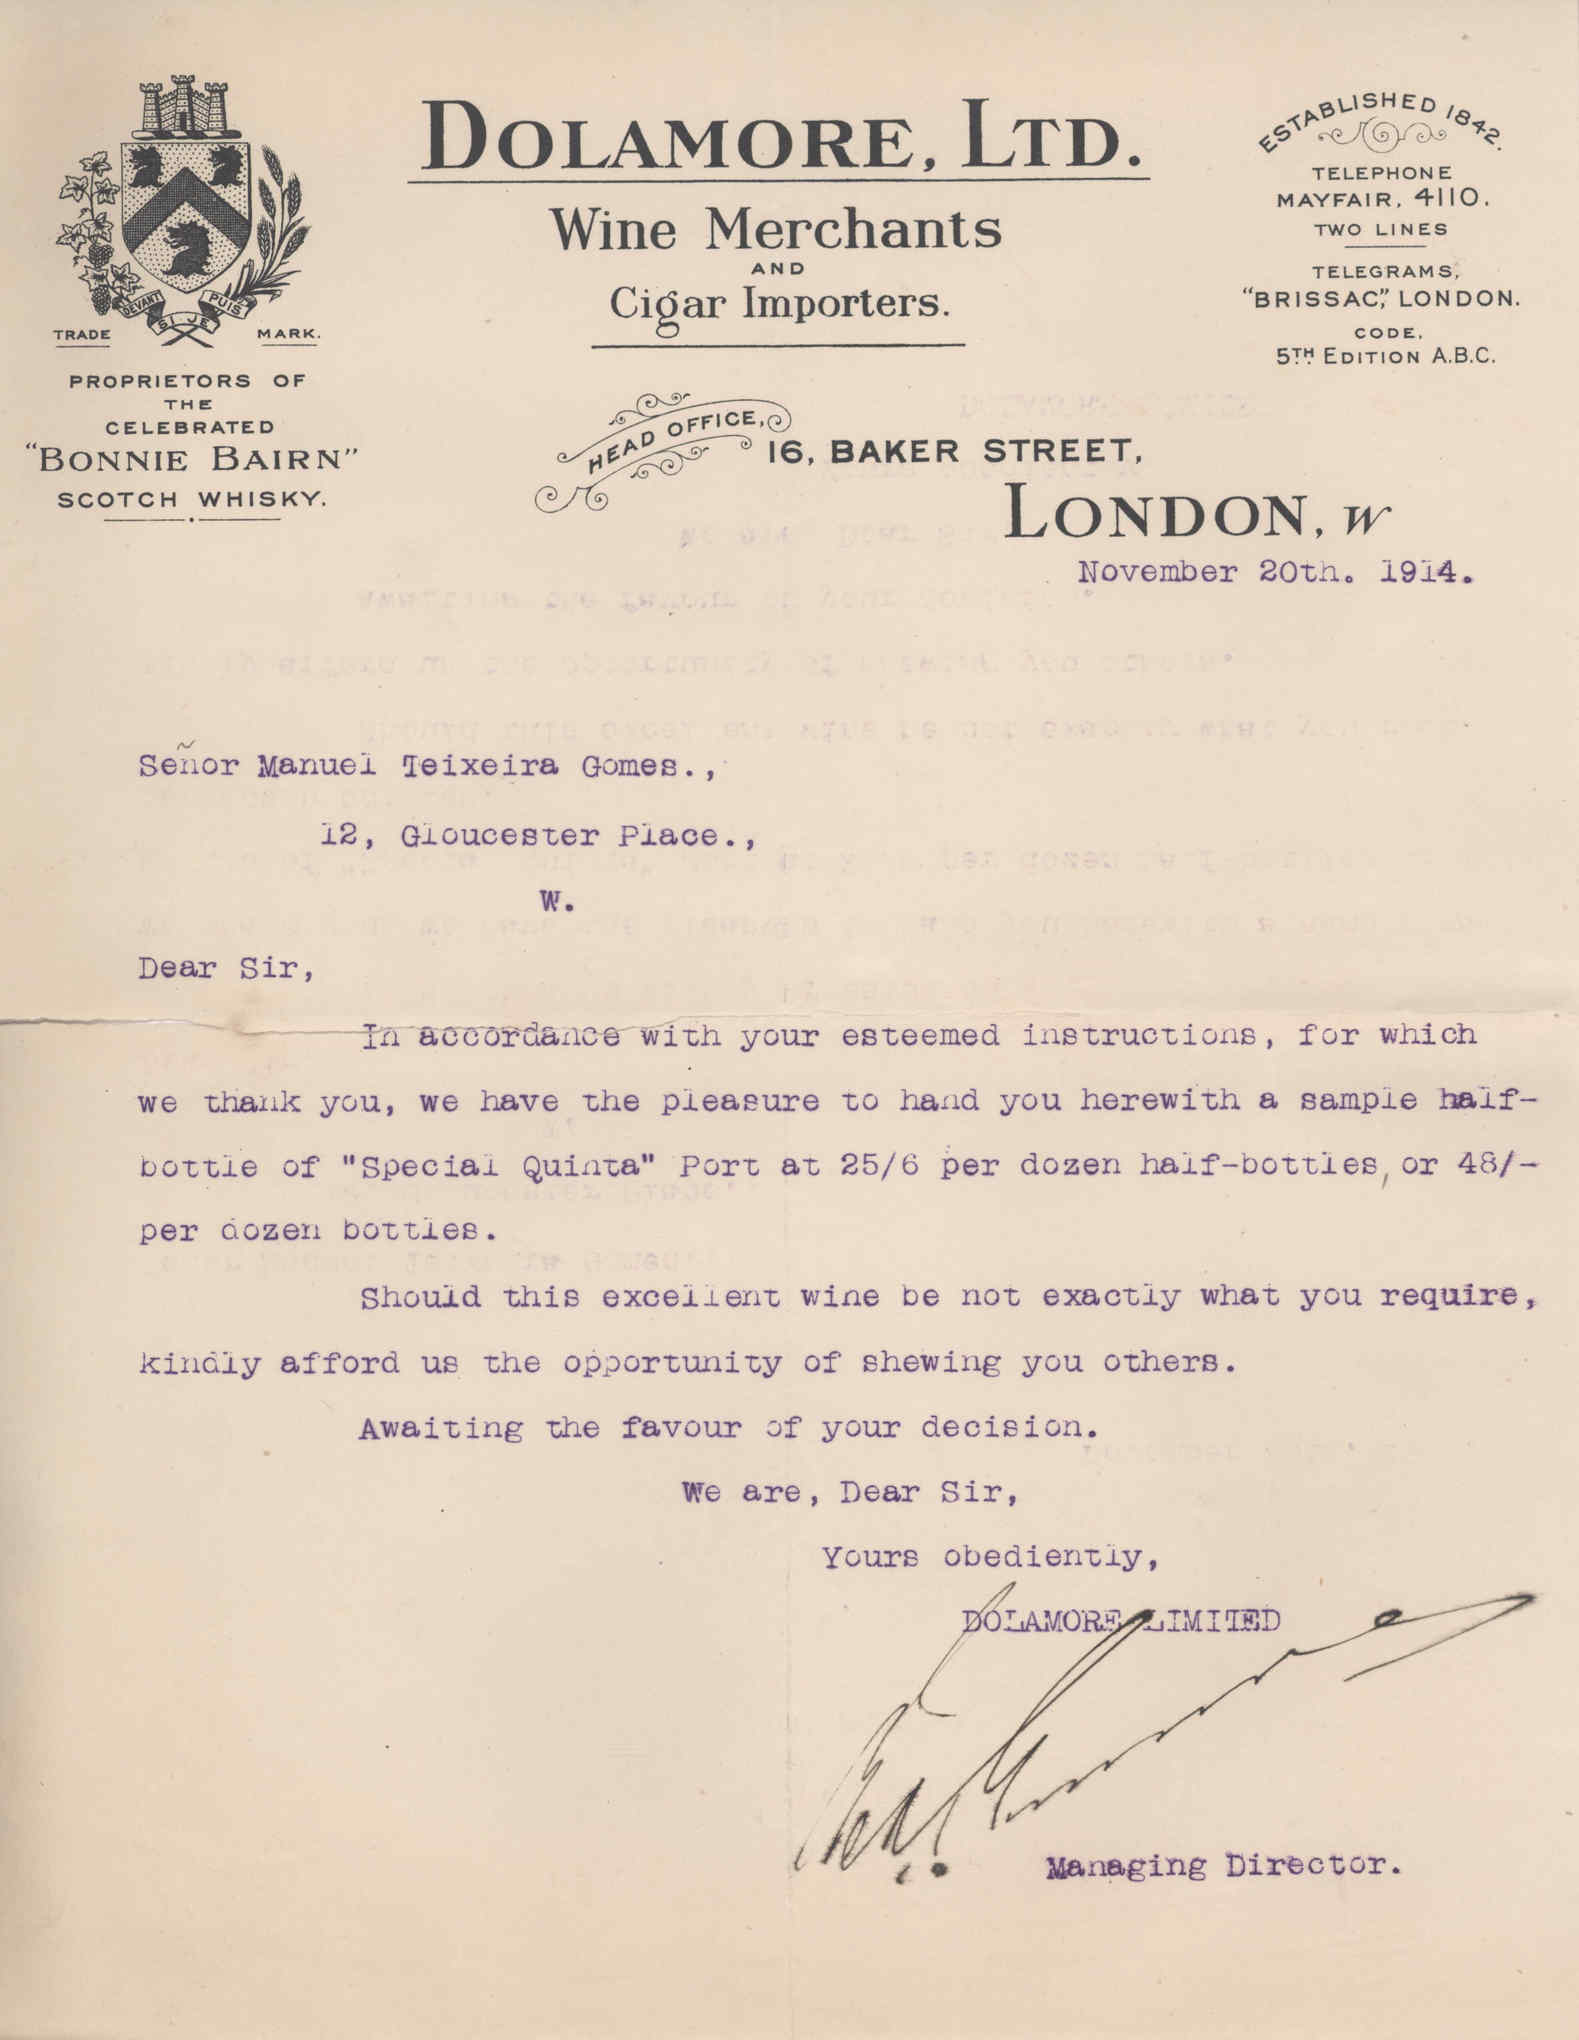 DOLAMORE, LTD.
Wine Merchants
AND
Cigar Importers.
DEVANT SI JE PUIS
TRADE MARK.
PROPRIETORS OF
THE
CELEBRATED
"BONNIE BAIRN"
SCOTCH WHISKY.
ESTABLISHED 1842.
TELEPHONE
MAYFAIR, 4110.
TWO LINES
TELEGRAMS,
"BRISSAC," LONDON.
CODE,
5TH EDITION A.B.C.
HEAD OFFICE, 16, BAKER STREET,
LONDON, W
November 20th. 1914.
Señor Manuel Teixeira Gomes.,
12, Gloucester Place.,
W.
Dear Sir,
In accordance with your esteemed instructions, for which
we thank you, we have the pleasure to hand you herewith a sample half-
bottle of "Special Quinta" Port at 25/6 per dozen half-bottles, or 48/-
per dozen bottles.
Should this excellent wine be not exactly what you require,
kindly afford us the opportunity of shewing you others.
Awaiting the favour of your decision.
We are, Dear Sir,
Yours obediently,
DOLAMORE LIMITED
Managing Director.